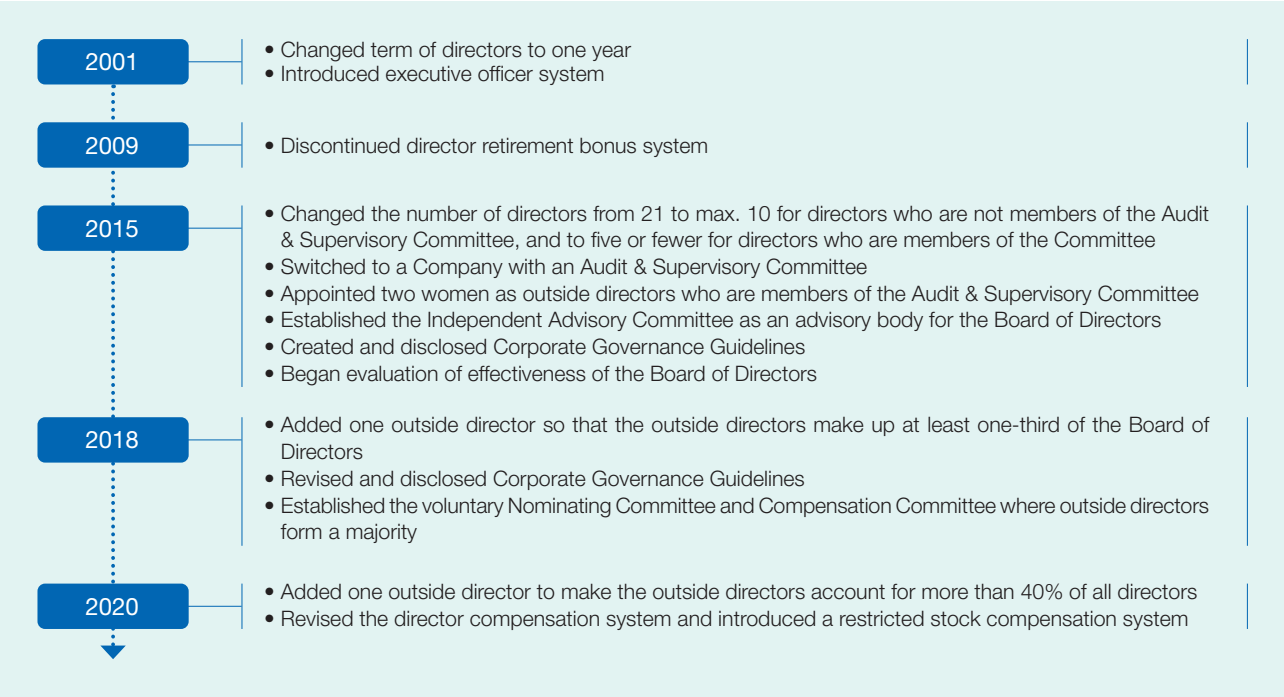 2001
• Changed term of directors to one year
• Introduced executive officer system
2009
• Discontinued director retirement bonus system
2015
• Changed the number of directors from 21 to max. 10 for directors who are not members of the Audit
& Supervisory Committee, and to five or fewer for directors who are members of the Committee
• Switched to a Company with an Audit & Supervisory Committee
• Appointed two women as outside directors who are members of the Audit & Supervisory Committee
• Established the Independent Advisory Committee as an advisory body for the Board of Directors
• Created and disclosed Corporate Governance Guidelines
• Began evaluation of effectiveness of the Board of Directors
2018
• Added one outside director so that the outside directors make up at least one-third of the Board of
Directors
• Revised and disclosed Corporate Governance Guidelines
• Established the voluntary Nominating Committee and Compensation Committee where outside directors
form a majority
2020
• Added one outside director to make the outside directors account for more than 40% of all directors
• Revised the director compensation system and introduced a restricted stock compensation system